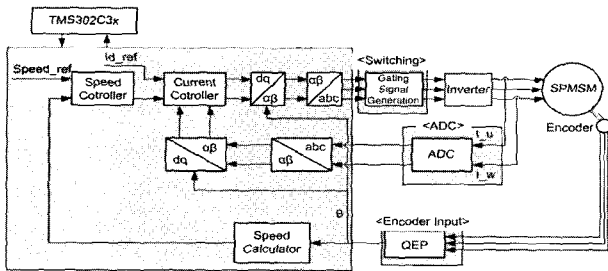 TMS302C3x
Id_ref
Speed_ref
Speed
Cotroller
Current
Cotroller
dq
αβ
αβ
abc
<Switching>
Gating
Signal
Generation
Inverter
SPMSM
Encoder
αβ
dq
abc
αβ
<ADC>
ADC
i_u
i_w
θ
Speed
Calculator
<Encoder Input>
QEP